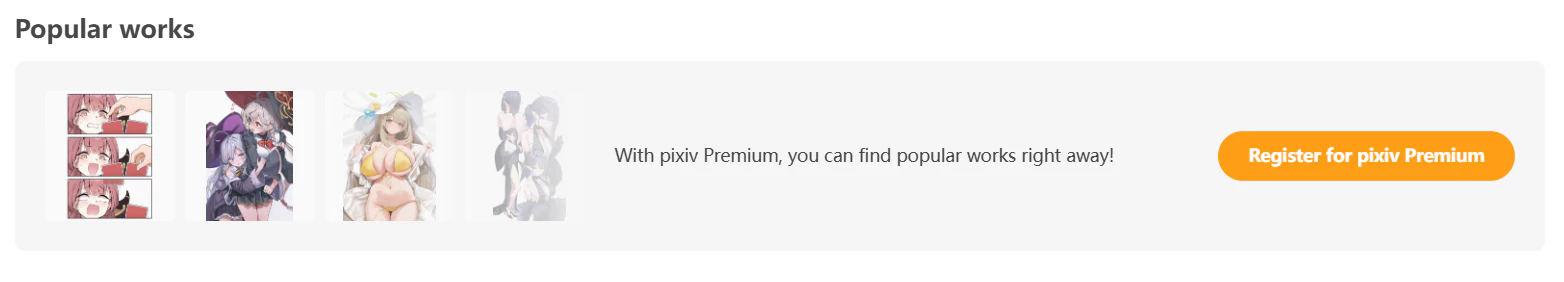 Popular works
With pixiv Premium, you can find popular works right away!
Register for pixiv Premium